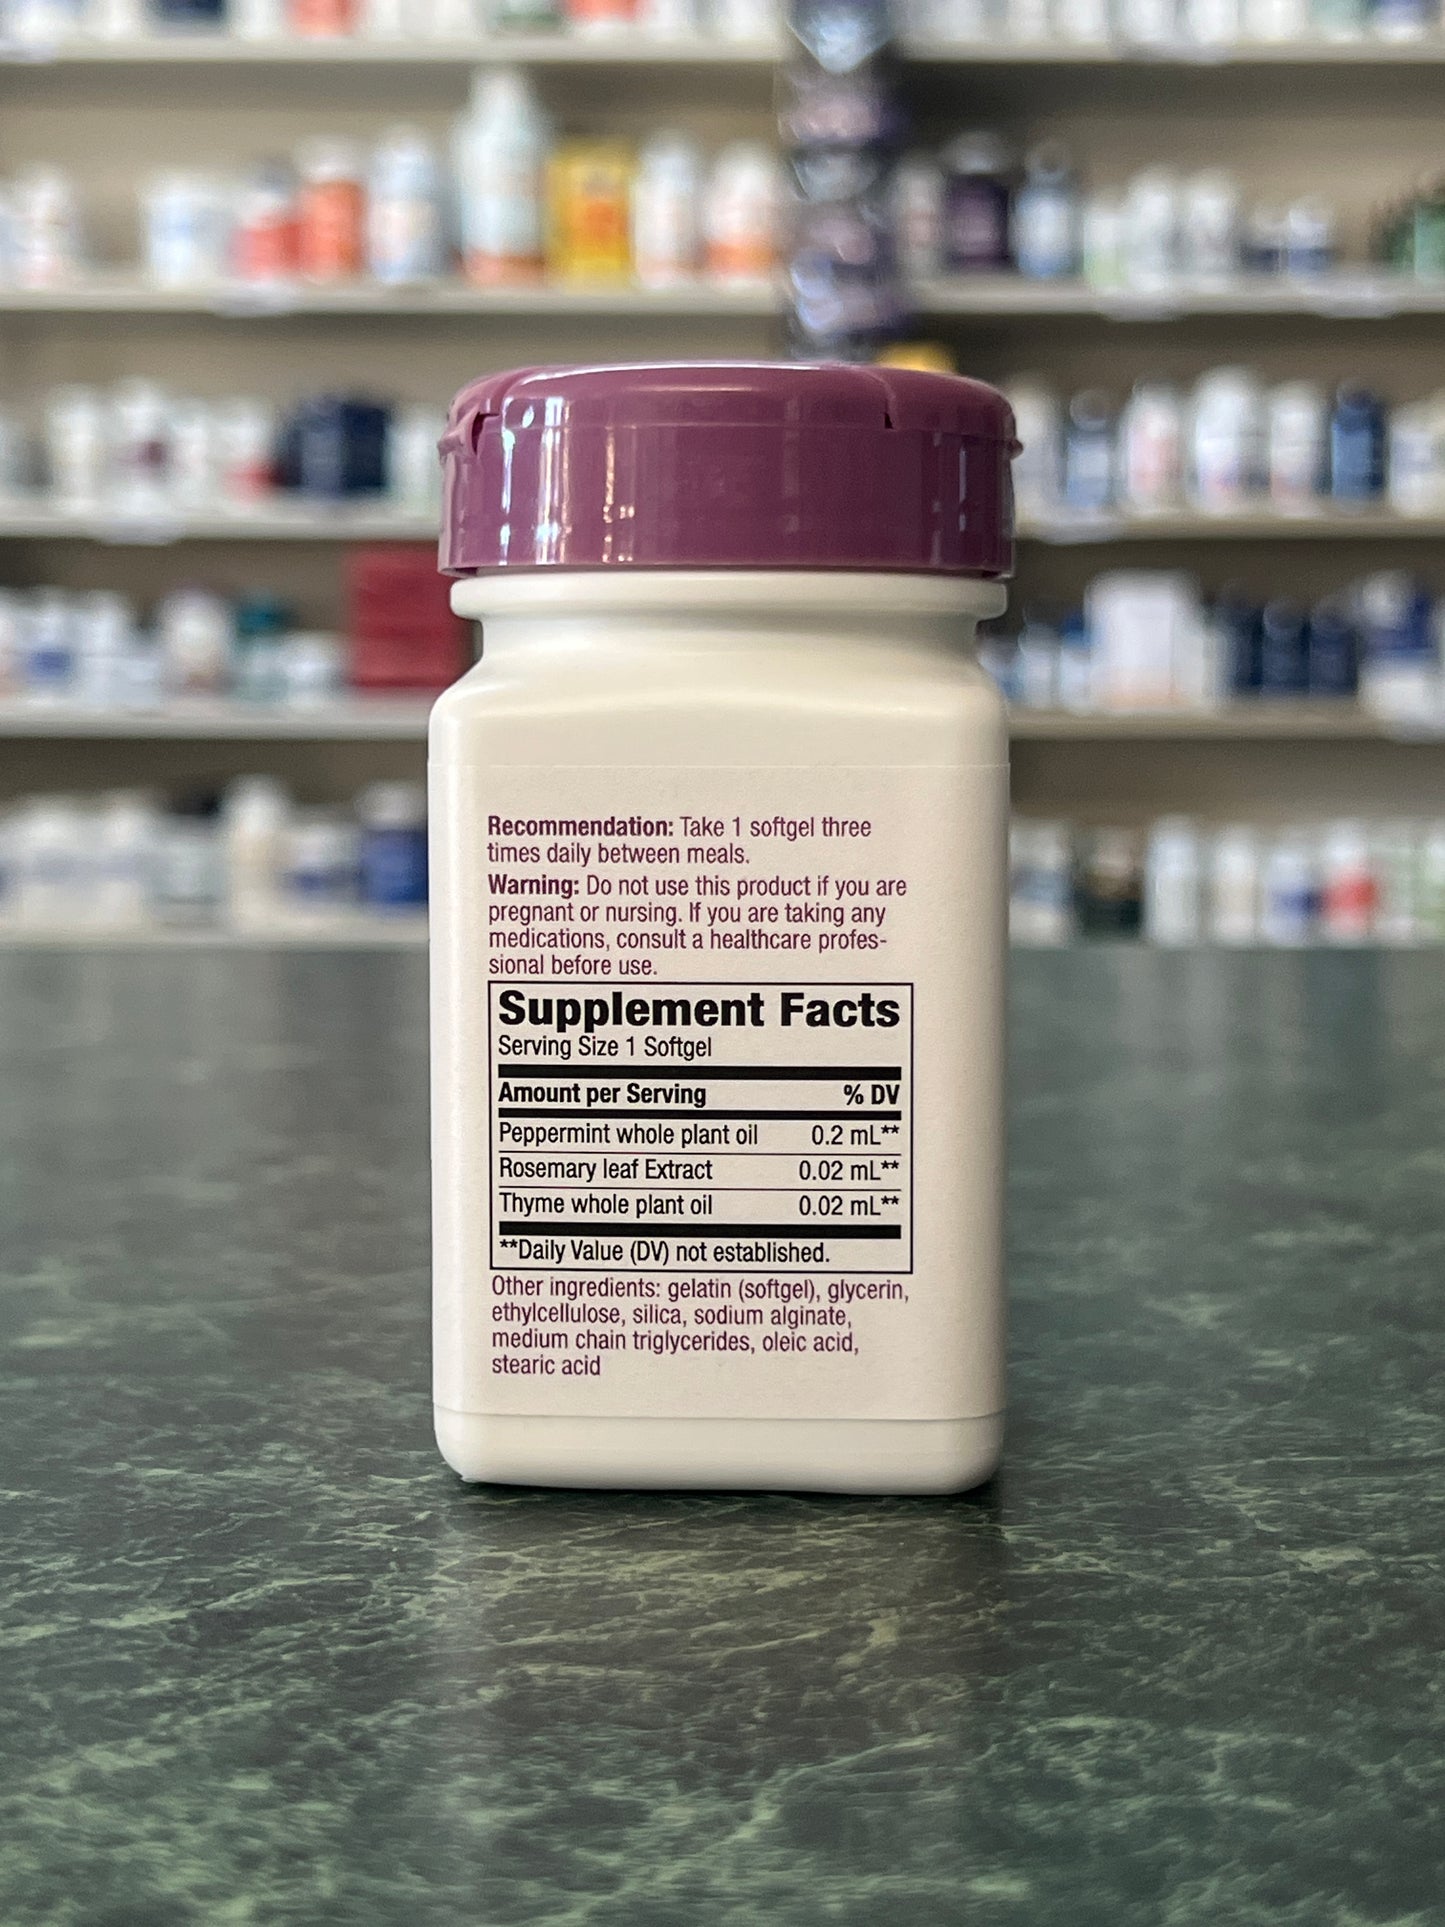 Recommendation: Take 1 softgel three
times daily between meals.
Warning: Do not use this product if you are
pregnant or nursing. If you are taking any
medications, consult a healthcare profes-
sional before use.
Supplement Facts
Serving Size 1 Softgel
Amount per Serving % DV
Peppermint whole plant oil 0.2 mL**
Rosemary leaf Extract 0.02 mL**
Thyme whole plant oil 0.02 mL**
**Daily Value (DV) not established.
Other ingredients: gelatin (softgel), glycerin,
ethylcellulose, silica, sodium alginate,
medium chain triglycerides, oleic acid,
stearic acid